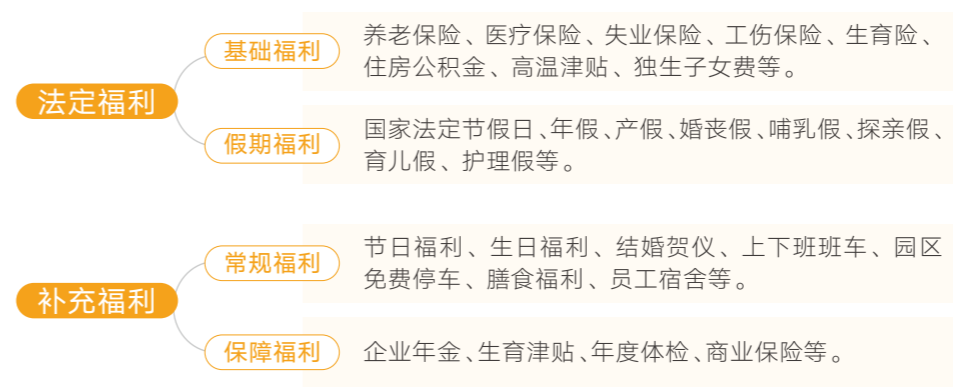 法定福利
基础福利
养老保险、医疗保险、失业保险、工伤保险、生育险、
住房公积金、高温津贴、独生子女费等。
假期福利
国家法定节假日、年假、产假、婚丧假、哺乳假、探亲假、
育儿假、护理假等。
补充福利
常规福利
节日福利、生日福利、结婚贺仪、上下班班车、园区
免费停车、膳食福利、员工宿舍等。
保障福利
企业年金、生育津贴、年度体检、商业保险等。